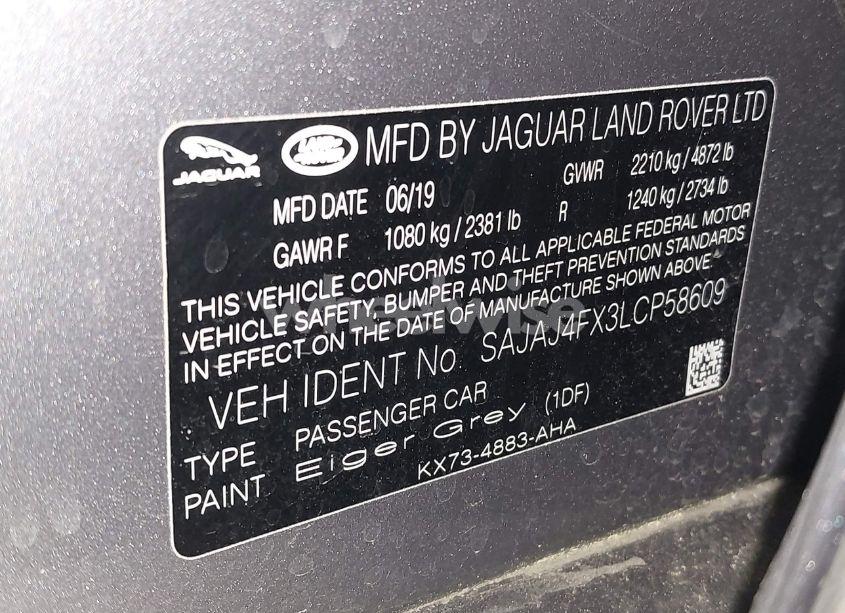 JAGUAR LAND ROVER MFD BY JAGUAR LAND ROVER LTD
MFD DATE 06/19 GVWR 2210 kg / 4872 lb
GAWR F 1080 kg / 2381 lb R 1240 kg / 2734 lb
THIS VEHICLE CONFORMS TO ALL APPLICABLE FEDERAL MOTOR
VEHICLE SAFETY, BUMPER AND THEFT PREVENTION STANDARDS
IN EFFECT ON THE DATE OF MANUFACTURE SHOWN ABOVE.
wheelwise
VEH IDENT No SAJAJ4FX3LCP58609
TYPE PASSENGER CAR
PAINT Eiger Grey (1DF)
KX73-4883-AHA